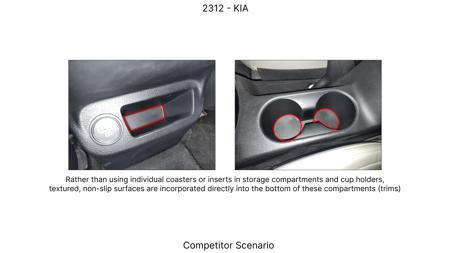 2312 - KIA
Rather than using individual coasters or inserts in storage compartments and cup holders,
textured, non-slip surfaces are incorporated directly into the bottom of these compartments (trims)
Competitor Scenario